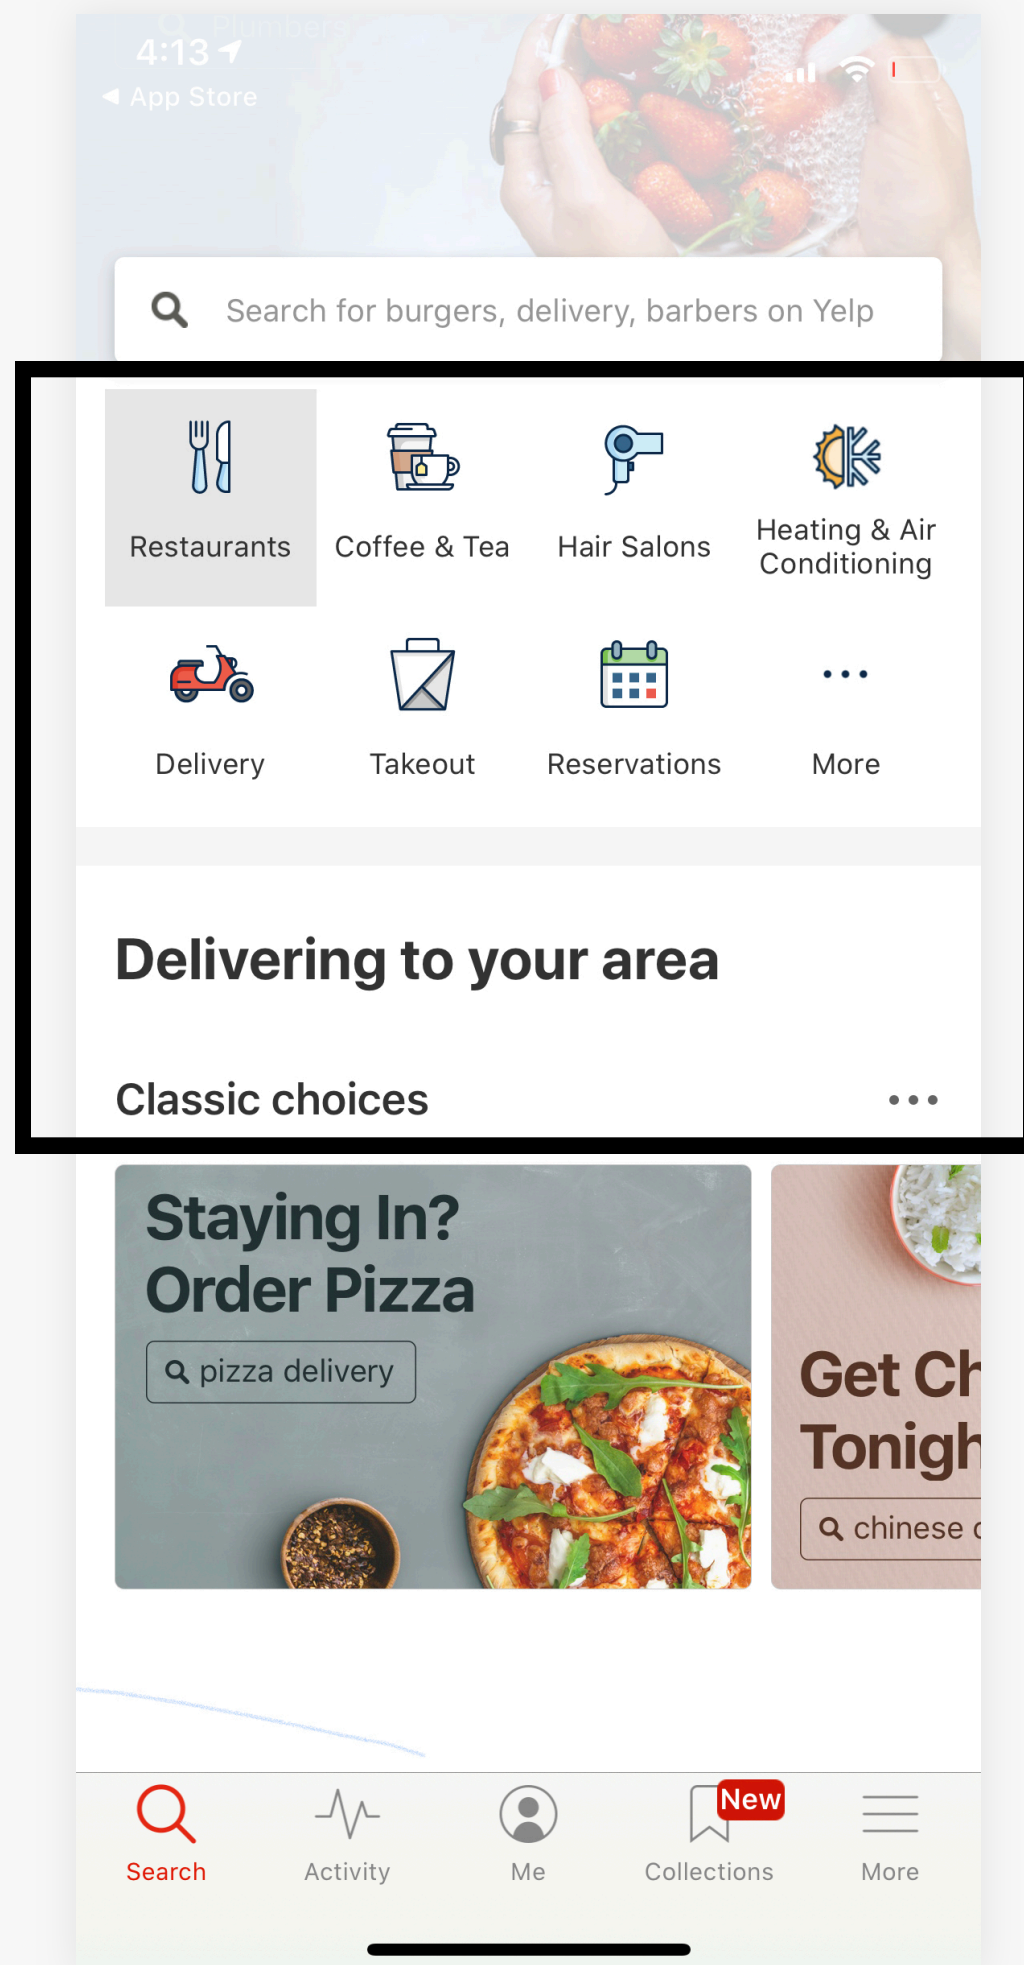 Plumbers
4:13
◀ App Store
Search for burgers, delivery, barbers on Yelp
Restaurants
Coffee & Tea
Hair Salons
Heating & Air
Conditioning
Delivery
Takeout
Reservations
More
Delivering to your area
Classic choices
Staying In?
Order Pizza
pizza delivery
Get Ch
Tonigh
chinese
New
Search
Activity
Me
Collections
More